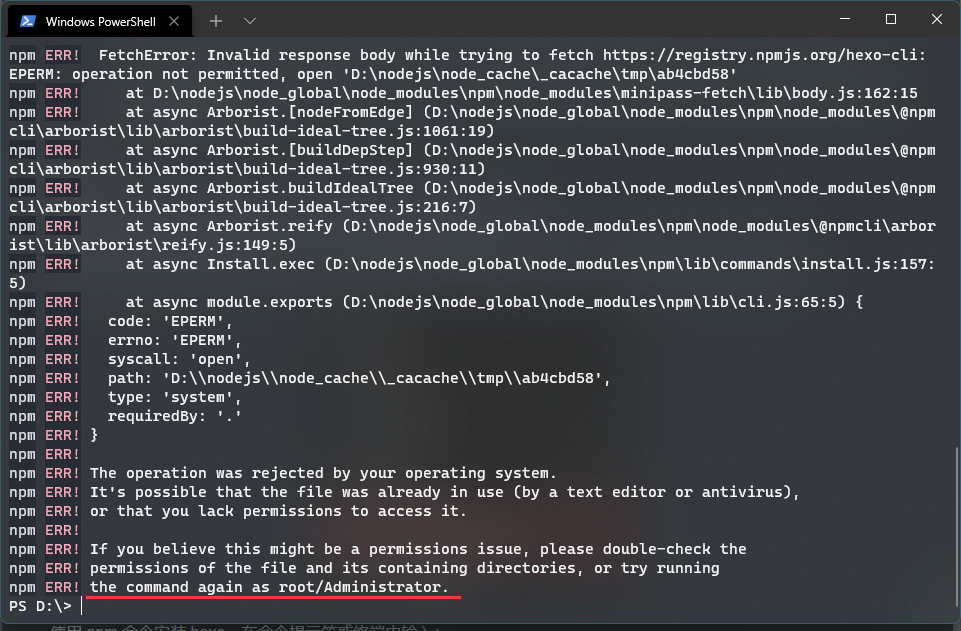 Windows PowerShell
npm ERR!  FetchError: Invalid response body while trying to fetch https://registry.npmjs.org/hexo-cli:
EPERM: operation not permitted, open 'D:\nodejs\node_cache\_cacache\tmp\ab4cbd58'
npm ERR!     at D:\nodejs\node_global\node_modules\npm\node_modules\minipass-fetch\lib\body.js:162:15
npm ERR!     at async Arborist.[nodeFromEdge] (D:\nodejs\node_global\node_modules\npm\node_modules\@npm
cli\arborist\lib\arborist\build-ideal-tree.js:1061:19)
npm ERR!     at async Arborist.[buildDepStep] (D:\nodejs\node_global\node_modules\npm\node_modules\@npm
cli\arborist\lib\arborist\build-ideal-tree.js:930:11)
npm ERR!     at async Arborist.buildIdealTree (D:\nodejs\node_global\node_modules\npm\node_modules\@npm
cli\arborist\lib\arborist\build-ideal-tree.js:216:7)
npm ERR!     at async Arborist.reify (D:\nodejs\node_global\node_modules\npm\node_modules\@npmcli\arbor
ist\lib\arborist\reify.js:149:5)
npm ERR!     at async Install.exec (D:\nodejs\node_global\node_modules\npm\lib\commands\install.js:157:
5)
npm ERR!     at async module.exports (D:\nodejs\node_global\node_modules\npm\lib\cli.js:65:5) {
npm ERR!   code: 'EPERM',
npm ERR!   errno: 'EPERM',
npm ERR!   syscall: 'open',
npm ERR!   path: 'D:\\nodejs\\node_cache\\_cacache\\tmp\\ab4cbd58',
npm ERR!   type: 'system',
npm ERR!   requiredBy: '.'
npm ERR! }
npm ERR!
npm ERR! The operation was rejected by your operating system.
npm ERR! It's possible that the file was already in use (by a text editor or antivirus),
npm ERR! or that you lack permissions to access it.
npm ERR!
npm ERR! If you believe this might be a permissions issue, please double-check the
npm ERR! permissions of the file and its containing directories, or try running
npm ERR! the command again as root/Administrator.
PS D:\>